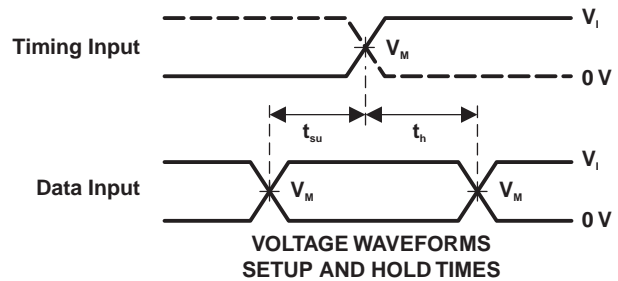 V_I
Timing Input
V_M
0 V
t_su
t_h
V_I
Data Input
V_M
V_M
0 V
VOLTAGE WAVEFORMS
SETUP AND HOLD TIMES